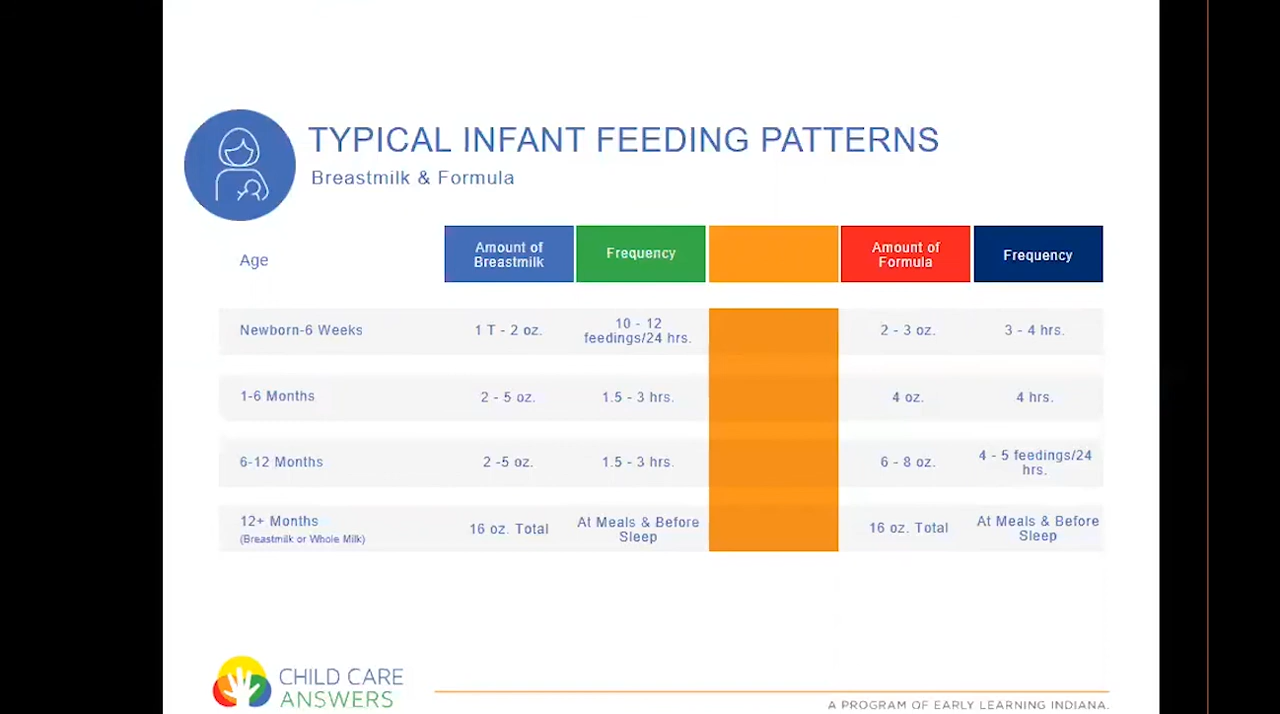 TYPICAL INFANT FEEDING PATTERNS
Breastmilk & Formula
Age
Amount of
Breastmilk
Frequency
Amount of
Formula
Frequency
Newborn-6 Weeks
1 T - 2 oz.
10 - 12
feedings/24 hrs.
2 - 3 oz.
3 - 4 hrs.
1-6 Months
2 - 5 oz.
1.5 - 3 hrs.
4 oz.
4 hrs.
6-12 Months
2 -5 oz.
1.5 - 3 hrs.
6 - 8 oz.
4 - 5 feedings/24
hrs.
12+ Months
(Breastmilk or Whole Milk)
16 oz. Total
At Meals & Before
Sleep
16 oz. Total
At Meals & Before
Sleep
CHILD CARE
ANSWERS
A PROGRAM OF EARLY LEARNING INDIANA.